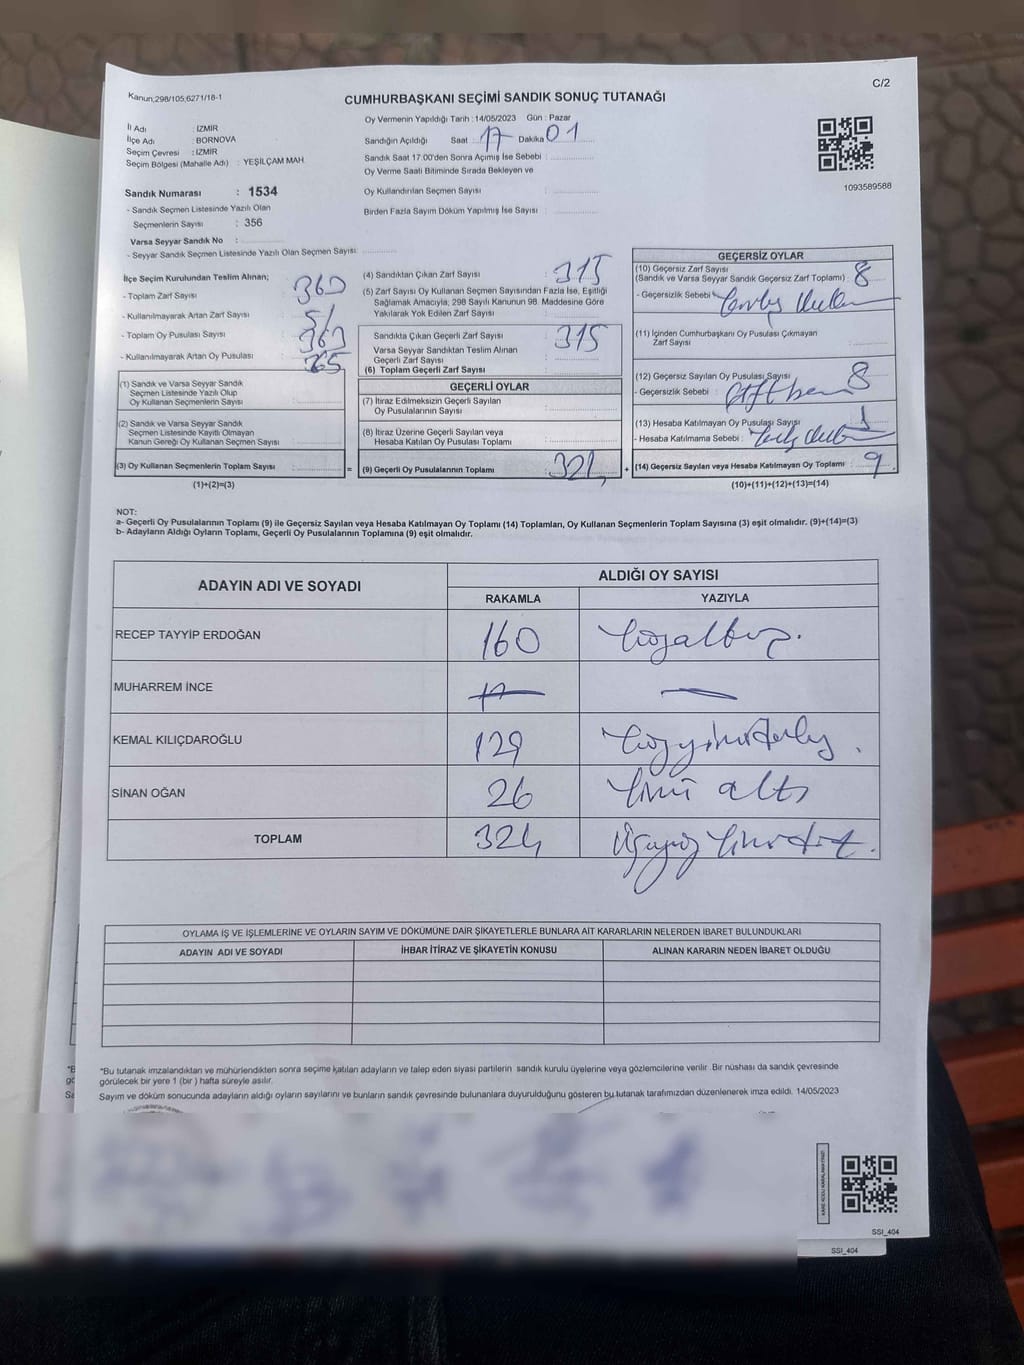 C/2
Kanun;298/105,6271/18-1
CUMHURBAŞKANI SEÇİMİ SANDIK SONUÇ TUTANAĞI
İl Adı : İZMİR
İlçe Adı : BORNOVA
Seçim Çevresi : İZMİR
Seçim Bölgesi (Mahalle Adı) : YEŞİLÇAM MAH.
Sandık Numarası : 1534
- Sandık Seçmen Listesinde Yazılı Olan
Seçmenlerin Sayısı : 356
Varsa Seyyar Sandık No :
- Seyyar Sandık Seçmen Listesinde Yazılı Olan Seçmen Sayısı :
Oy Vermenin Yapıldığı Tarih : 14/05/2023 Gün : Pazar
Sandığın Açıldığı Saat : 17 Dakika 01
Sandık Saat 17.00'den Sonra Açılmış İse Sebebi :
Oy Verme Saati Bitiminde Sırada Bekleyen ve
Oy Kullandırılan Seçmen Sayısı :
Birden Fazla Sayım Döküm Yapılmış İse Sayısı :
1093589588
İlçe Seçim Kurulundan Teslim Alınan;
- Toplam Zarf Sayısı : 360
- Kullanılmayarak Artan Zarf Sayısı :
- Toplam Oy Pusulası Sayısı : 363
- Kullanılmayarak Artan Oy Pusulası :
(1) Sandık ve Varsa Seyyar Sandık
Seçmen Listesinde Yazılı Olup
Oy Kullanan Seçmenlerin Sayısı :
(2) Sandık ve Varsa Seyyar Sandık
Seçmen Listesinde Kayıtlı Olmayan
Kanun Gereği Oy Kullanan Seçmen Sayısı :
(3) Oy Kullanan Seçmenlerin Toplam Sayısı : =
(1)+(2)=(3)
(4) Sandıktan Çıkan Zarf Sayısı : 315
(5) Zarf Sayısı Oy Kullanan Seçmen Sayısından Fazla İse, Eşitliği
Sağlamak Amacıyla; 298 Sayılı Kanunun 98. Maddesine Göre
Yakılarak Yok Edilen Zarf Sayısı :
Sandıkta Çıkan Geçerli Zarf Sayısı : 315
Varsa Seyyar Sandıktan Teslim Alınan
Geçerli Zarf Sayısı :
(6) Toplam Geçerli Zarf Sayısı :
GEÇERLİ OYLAR
(7) İtiraz Edilmeksizin Geçerli Sayılan
Oy Pusulalarının Sayısı :
(8) İtiraz Üzerine Geçerli Sayılan veya
Hesaba Katılan Oy Pusulası Toplamı :
(9) Geçerli Oy Pusulalarının Toplamı : 321 +
GEÇERSİZ OYLAR
(10) Geçersiz Zarf Sayısı
(Sandık ve Varsa Seyyar Sandık Geçersiz Zarf Toplamı) : 8
- Geçersizlik Sebebi :
(11) İçinden Cumhurbaşkanı Oy Pusulası Çıkmayan
Zarf Sayısı :
(12) Geçersiz Sayılan Oy Pusulası Sayısı : 8
- Geçersizlik Sebebi :
(13) Hesaba Katılmayan Oy Pusulası Sayısı : 1
- Hesaba Katılmama Sebebi :
(14) Geçersiz Sayılan veya Hesaba Katılmayan Oy Toplamı : 9
(10)+(11)+(12)+(13)=(14)
NOT:
a- Geçerli Oy Pusulalarının Toplamı (9) ile Geçersiz Sayılan veya Hesaba Katılmayan Oy Toplamı (14) Toplamları, Oy Kullanan Seçmenlerin Toplam Sayısına (3) eşit olmalıdır. (9)+(14)=(3)
b- Adayların Aldığı Oyların Toplamı, Geçerli Oy Pusulalarının Toplamına (9) eşit olmalıdır.
ADAYIN ADI VE SOYADI ALDIĞI OY SAYISI
RAKAMLA YAZIYLA
RECEP TAYYİP ERDOĞAN 160 Yüzaltmış.
MUHARREM İNCE
KEMAL KILIÇDAROĞLU 129 Yüzyirmidokuz.
SİNAN OĞAN 26 Yirmi altı
TOPLAM 324 Üçyüz Yirmidört.
OYLAMA İŞ VE İŞLEMLERİNE VE OYLARIN SAYIM VE DÖKÜMÜNE DAİR ŞİKAYETLERLE BUNLARA AİT KARARLARIN NELERDEN İBARET BULUNDUKLARI
ADAYIN ADI VE SOYADI İHBAR İTİRAZ VE ŞİKAYETİN KONUSU ALINAN KARARIN NEDEN İBARET OLDUĞU
"Bu tutanak imzalandıktan ve mühürlendikten sonra seçime katılan adayların ve talep eden siyasi partilerin sandık kurulu üyelerine veya gözlemcilerine verilir. Bir nüshası da sandık çevresinde
görülecek bir yere 1 (bir ) hafta süreyle asılır.
Sayım ve döküm sonucunda adayların aldığı oyların sayılarını ve bunların sandık çevresinde bulunanlara duyurulduğunu gösteren bu tutanak tarafımızdan düzenlenerek imza edildi. 14/05/2023
SSI_404
SSI_404